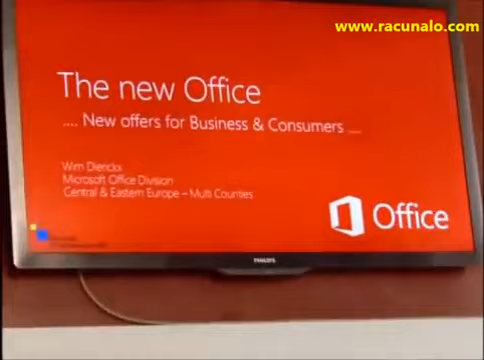 www.racunalo.com
The new Office
.... New offers for Business & Consumers ....
Wim Dierickx
Microsoft Office Division
Central & Eastern Europe – Multi Counties
Office
PHILIPS